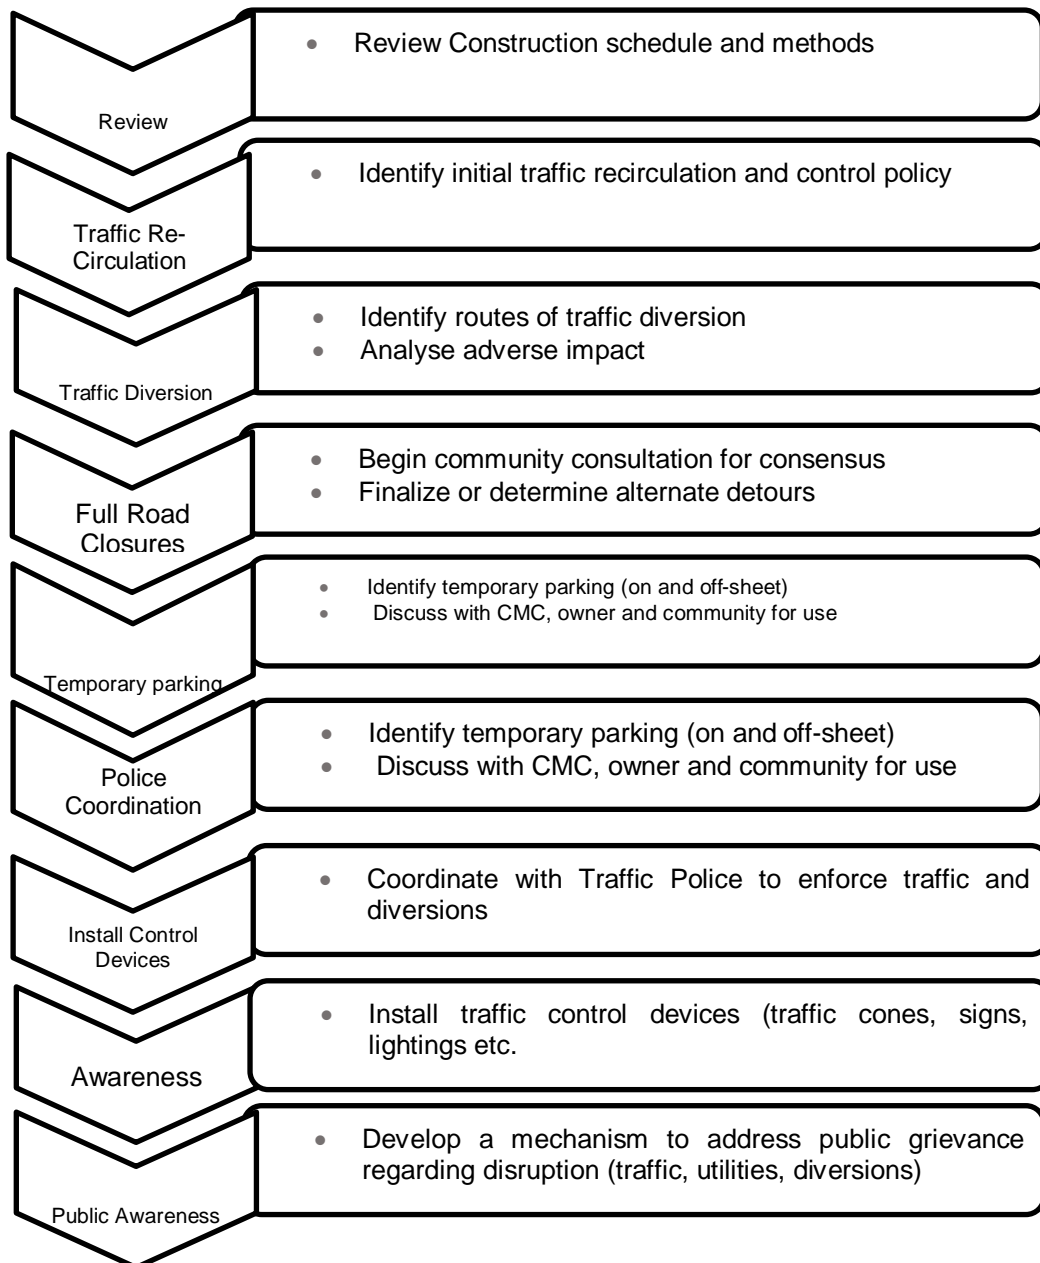 • Review Construction schedule and methods
Review
• Identify initial traffic recirculation and control policy
Traffic Re-
Circulation
• Identify routes of traffic diversion
• Analyse adverse impact
Traffic Diversion
• Begin community consultation for consensus
• Finalize or determine alternate detours
Full Road
Closures
• Identify temporary parking (on and off-sheet)
• Discuss with CMC, owner and community for use
Temporary parking
• Identify temporary parking (on and off-sheet)
• Discuss with CMC, owner and community for use
Police
Coordination
• Coordinate with Traffic Police to enforce traffic and
diversions
Install Control
Devices
• Install traffic control devices (traffic cones, signs,
lightings etc.
Awareness
• Develop a mechanism to address public grievance
regarding disruption (traffic, utilities, diversions)
Public Awareness